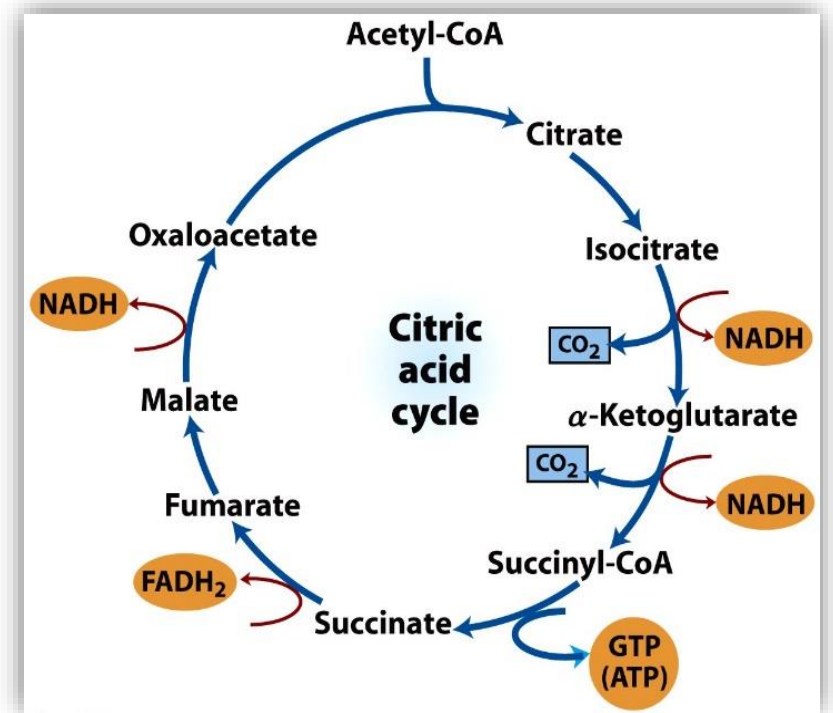 Acetyl-CoA
Citrate
Oxaloacetate
Isocitrate
NADH
Citric
acid
cycle
CO₂
NADH
Malate
α-Ketoglutarate
CO₂
NADH
Fumarate
Succinyl-CoA
FADH₂
Succinate
GTP
(ATP)